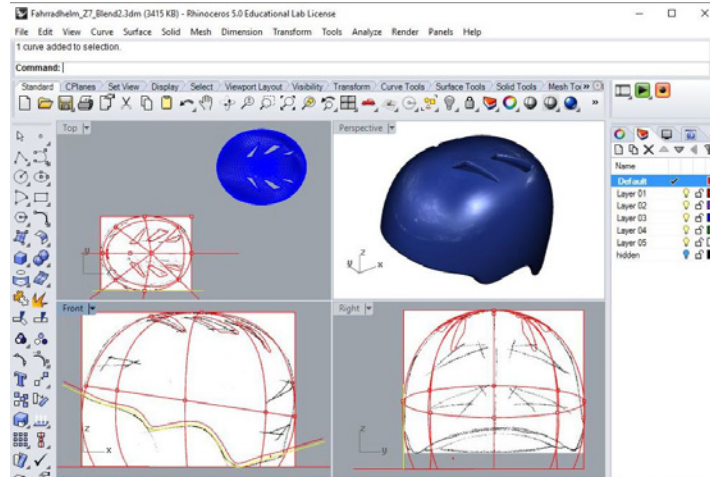 Fahrradhelm_Z7_Blend2.3dm (3415 KB) - Rhinoceros 5.0 Educational Lab License
File Edit View Curve Surface Solid Mesh Dimension Transform Tools Analyze Render Panels Help
1 curve added to selection.
Command:
Standard CPlanes Set View Display Select Viewport Layout Visibility Transform Curve Tools Surface Tools Solid Tools Mesh Too
Top
Perspective
Name
Default
Layer 01
Layer 02
Layer 03
Layer 04
Layer 05
hidden
y
z
y x
Front
Right
z
x
z
y